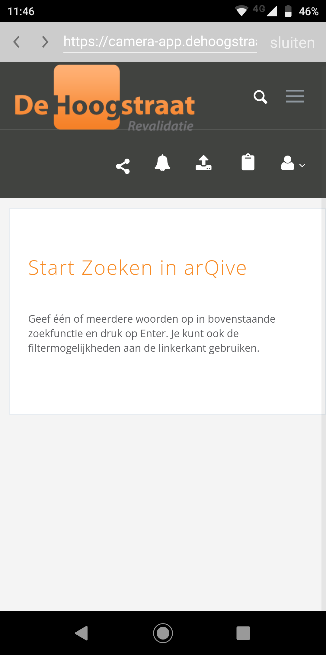 11:46
4G
46%
https://camera-app.dehoogstra
sluiten
De Hoogstraat
Revalidatie
Start Zoeken in arQive
Geef één of meerdere woorden op in bovenstaande
zoekfunctie en druk op Enter. Je kunt ook de
filtermogelijkheden aan de linkerkant gebruiken.